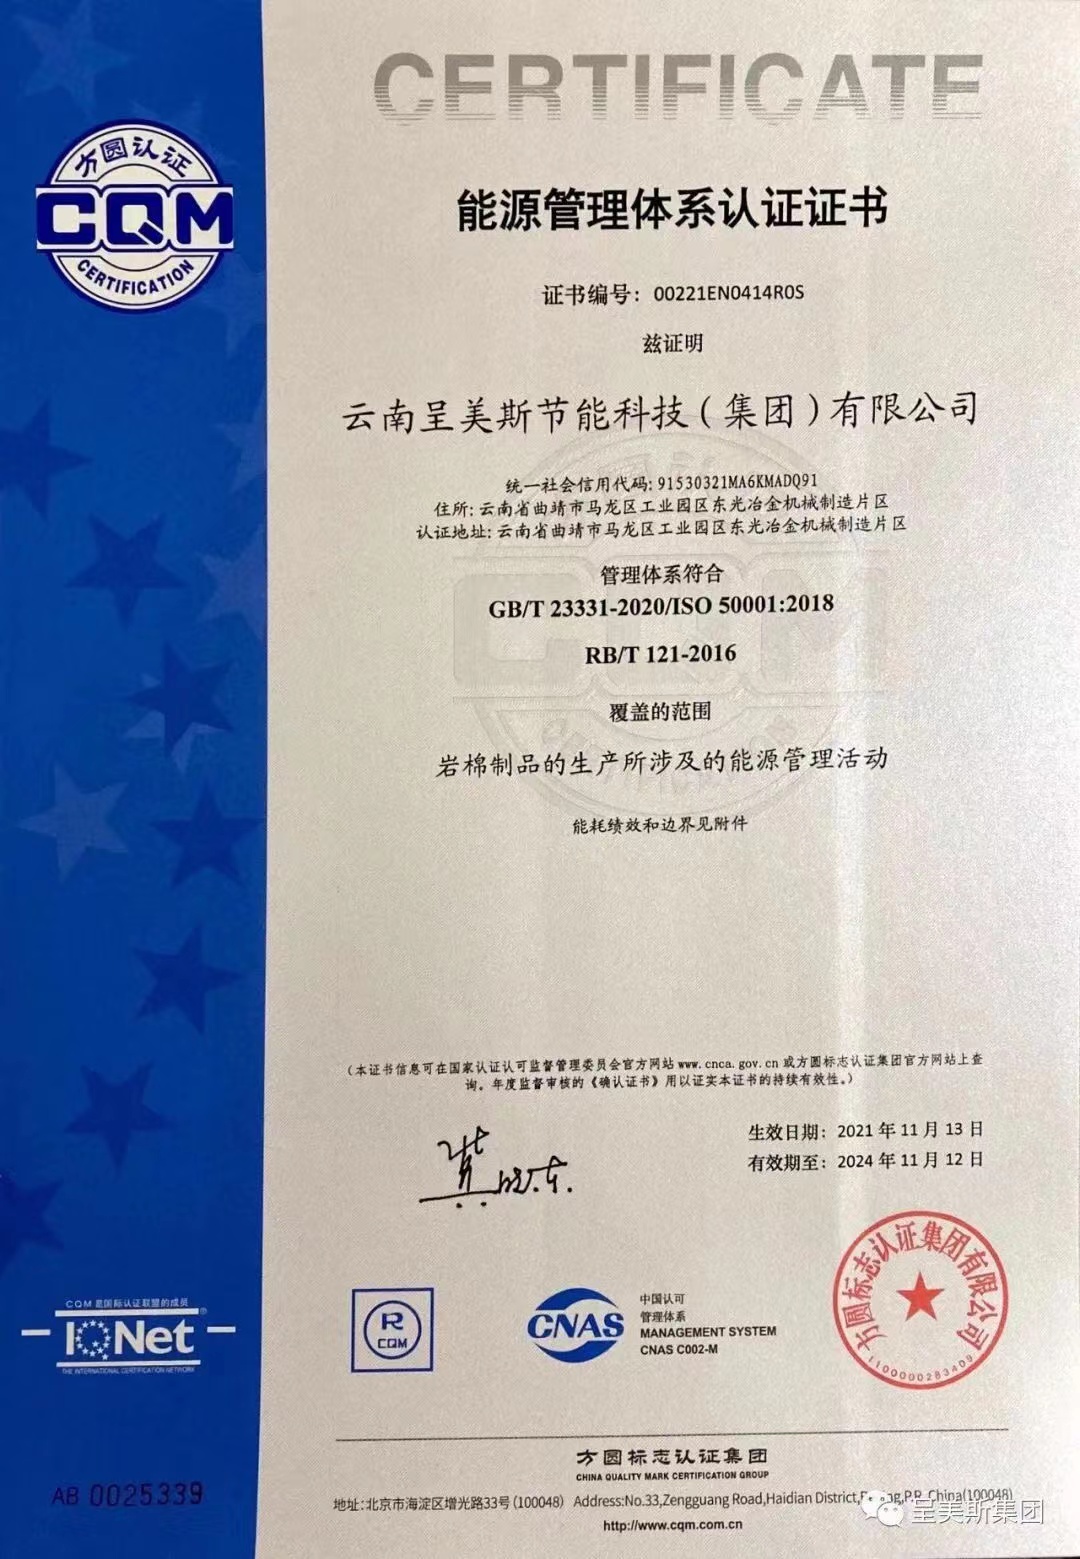 CERTIFICATE
方圆认证
CQM
CERTIFICATION
能源管理体系认证证书
证书编号：00221EN0414R0S
兹证明
云南呈美斯节能科技(集团)有限公司
统一社会信用代码:91530321MA6KMADQ91
住所:云南省曲靖市马龙区工业园区东光冶金机械制造片区
认证地址:云南省曲靖市马龙区工业园区东光冶金机械制造片区
管理体系符合
GB/T 23331-2020/ISO 50001:2018
RB/T 121-2016
覆盖的范围
岩棉制品的生产所涉及的能源管理活动
能耗绩效和边界见附件
(本证书信息可在国家认证认可监督管理委员会官方网站www.cnca.gov.cn或方圆标志认证集团官方网站上查
询。年度监督审核的《确认证书》用以证实本证书的持续有效性。)
生效日期：2021年11月13日
有效期至：2024年11月12日
方圆标志认证集团有限公司
1100000283409
CQM是国际认证联盟的成员
IQNet
THE INTERNATIONAL CERTIFICATION NETWORK
R
CQM
CNAS
中国认可
管理体系
MANAGEMENT SYSTEM
CNAS C002-M
方圆标志认证集团
CHINA QUALITY MARK CERTIFICATION GROUP
AB 0025339
地址:北京市海淀区增光路33号(100048) Address:No.33,Zengguang Road,Haidian District, P.R. China(100048)
http://www.cqm.com.cn
呈美斯集团